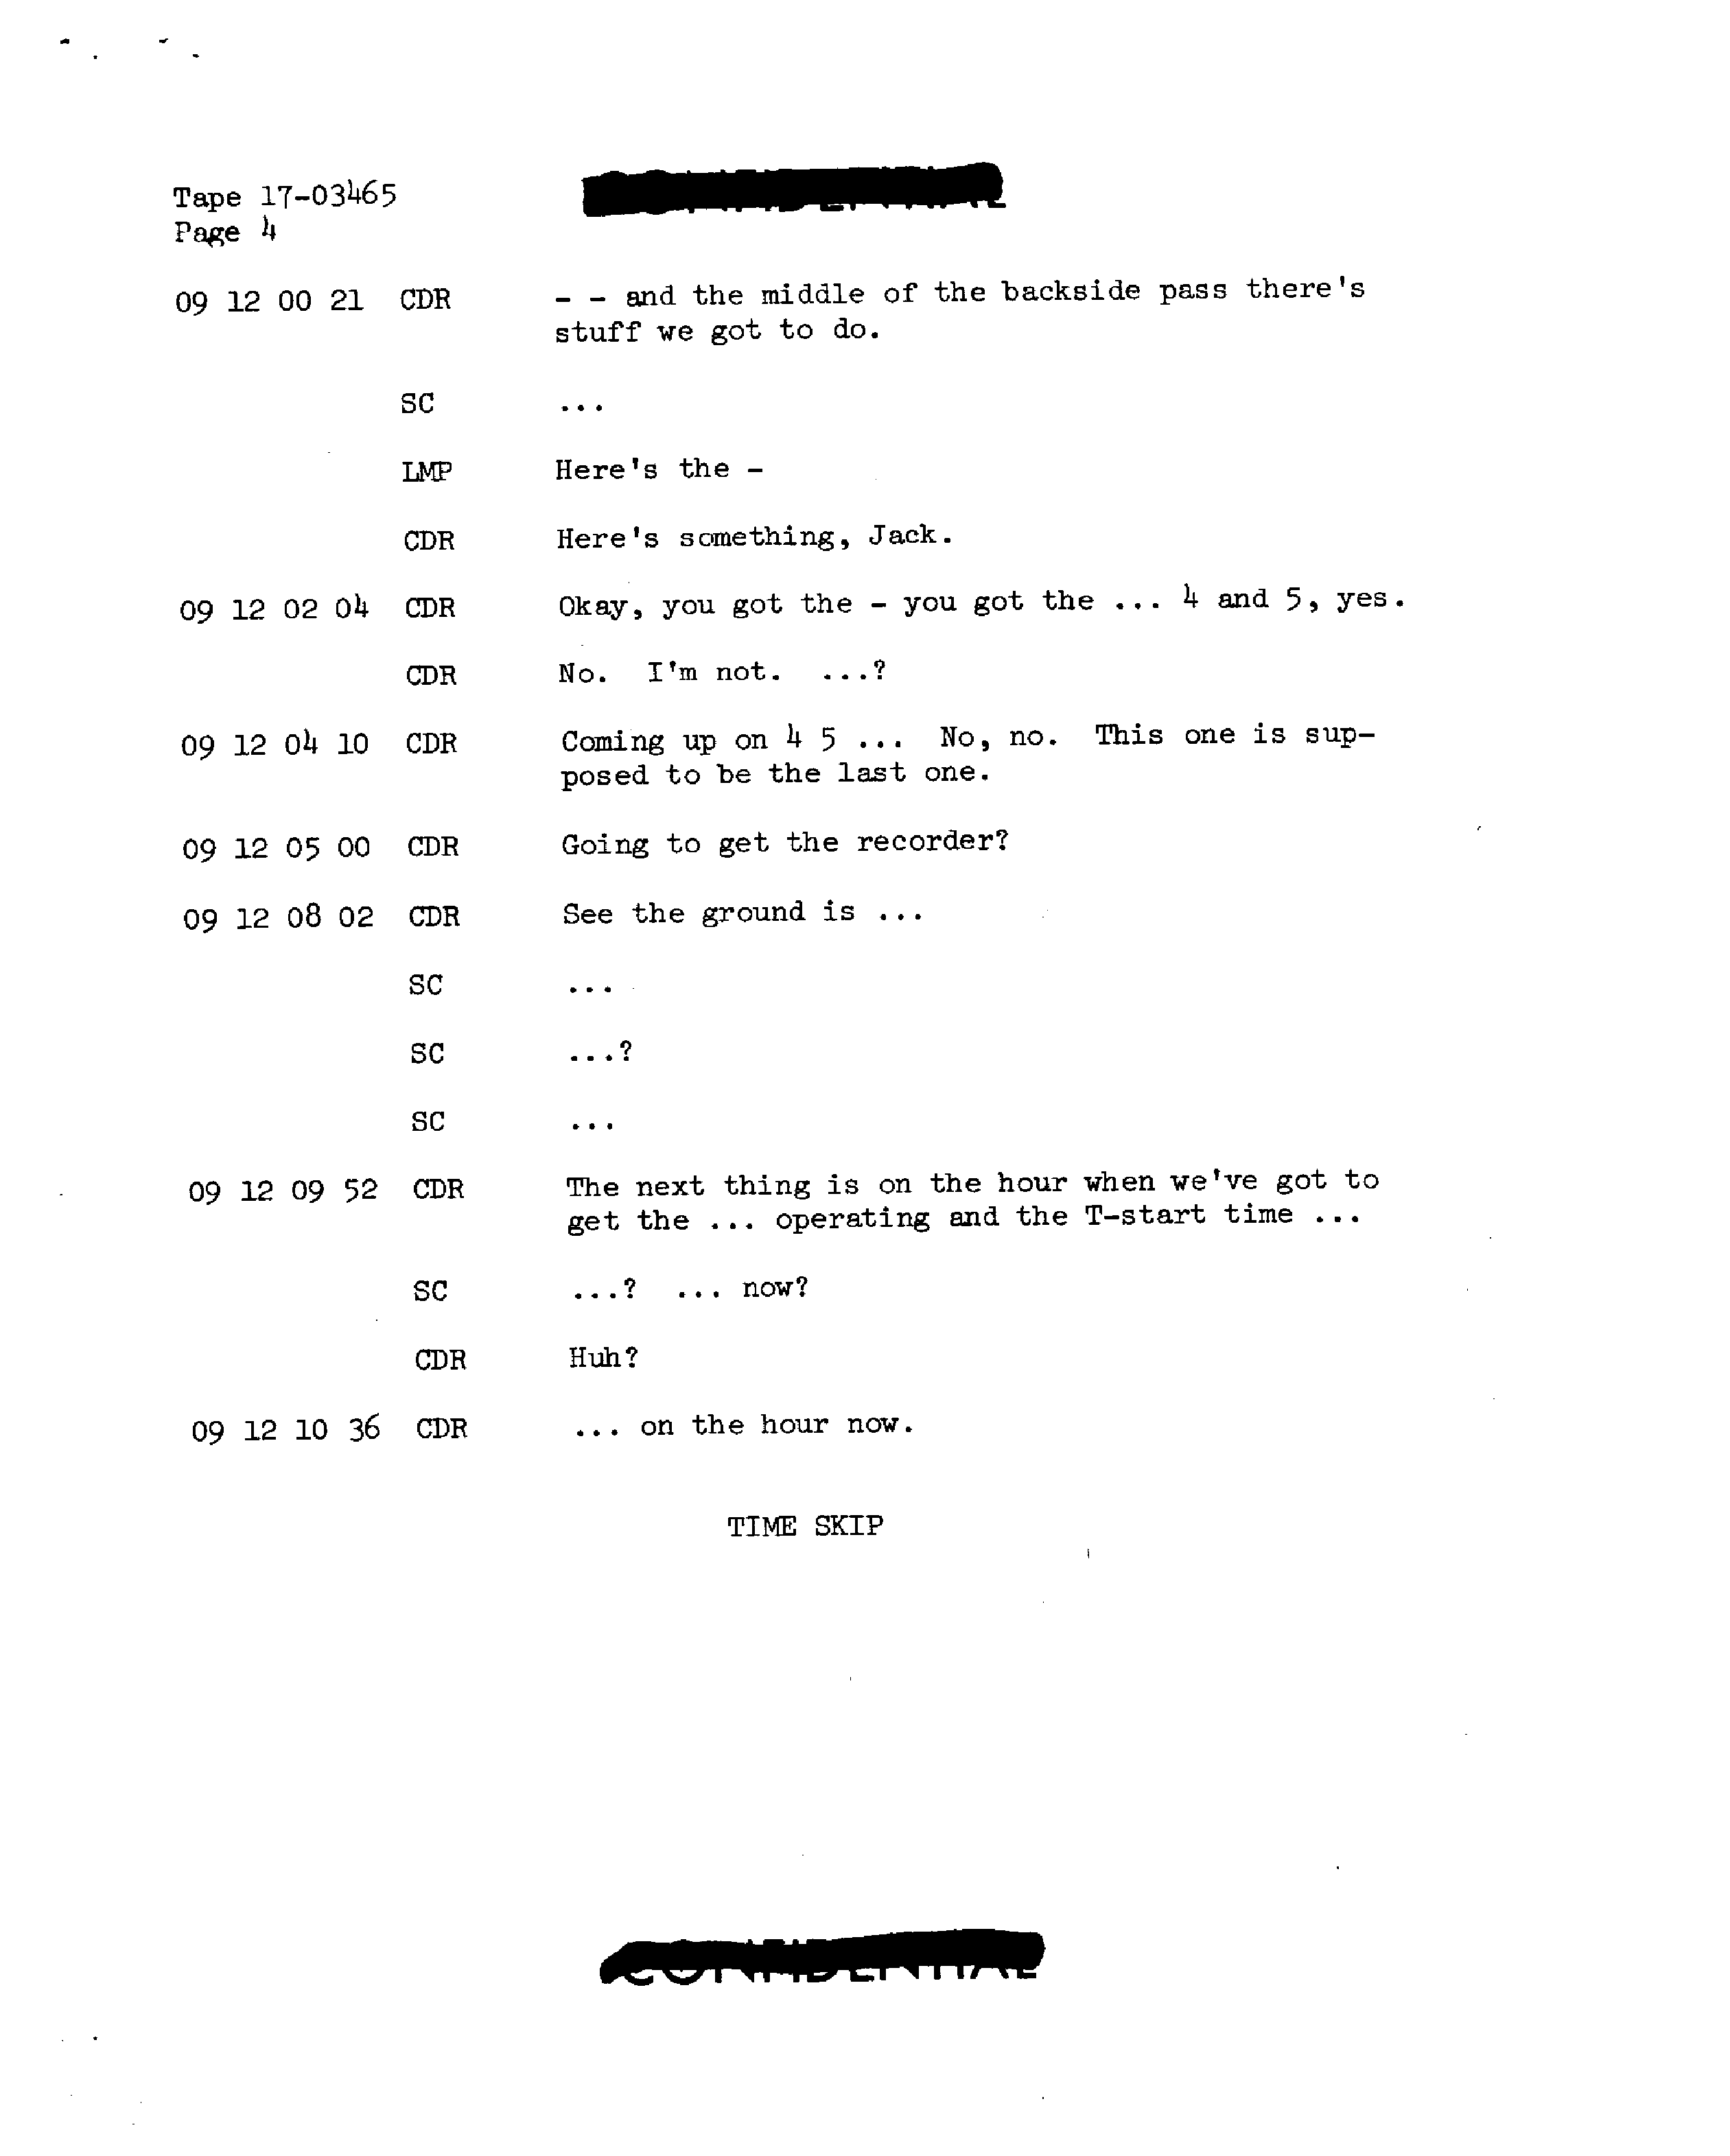 Tape 17-03465
Page 4
09 12 00 21 CDR - - and the middle of the backside pass there's
stuff we got to do.
SC ...
LMP Here's the -
CDR Here's something, Jack.
09 12 02 04 CDR Okay, you got the - you got the ... 4 and 5, yes.
CDR No. I'm not. ...?
09 12 04 10 CDR Coming up on 4 5 ... No, no. This one is sup-
posed to be the last one.
09 12 05 00 CDR Going to get the recorder?
09 12 08 02 CDR See the ground is ...
SC ...
SC ...?
SC ...
09 12 09 52 CDR The next thing is on the hour when we've got to
get the ... operating and the T-start time ...
SC ...? ... now?
CDR Huh?
09 12 10 36 CDR ... on the hour now.
TIME SKIP
CONFIDENTIAL